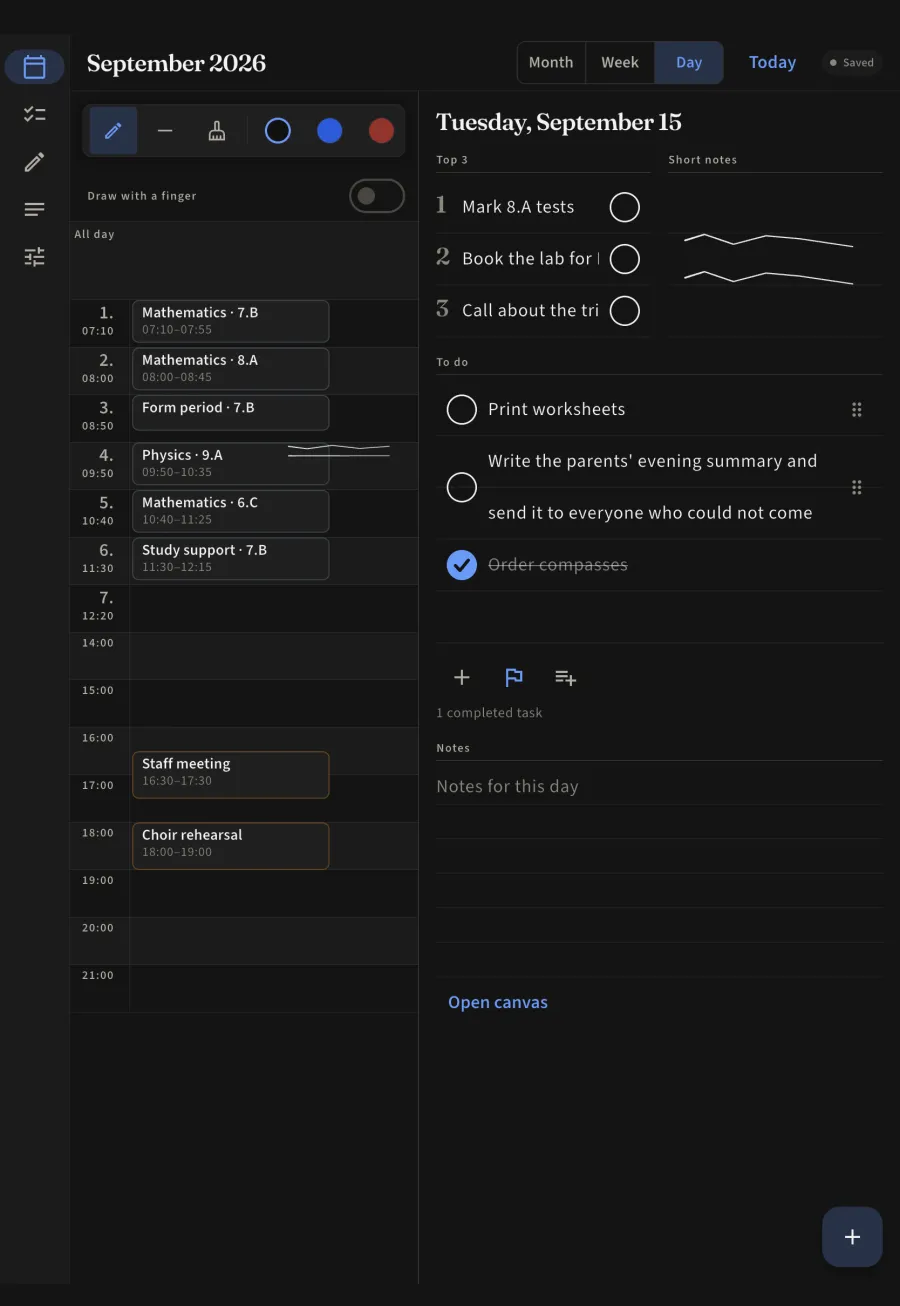 September 2026
Month
Week
Day
Today
Saved
Draw with a finger
All day
1.
07:10
Mathematics · 7.B
07:10–07:55
2.
08:00
Mathematics · 8.A
08:00–08:45
3.
08:50
Form period · 7.B
4.
09:50
Physics · 9.A
09:50–10:35
5.
10:40
Mathematics · 6.C
10:40–11:25
6.
11:30
Study support · 7.B
11:30–12:15
7.
12:20
14:00
15:00
16:00
Staff meeting
16:30–17:30
17:00
18:00
Choir rehearsal
18:00–19:00
19:00
20:00
21:00
Tuesday, September 15
Top 3
1 Mark 8.A tests
2 Book the lab for
3 Call about the tri
Short notes
To do
Print worksheets
Write the parents' evening summary and
send it to everyone who could not come
Order compasses
1 completed task
Notes
Notes for this day
Open canvas